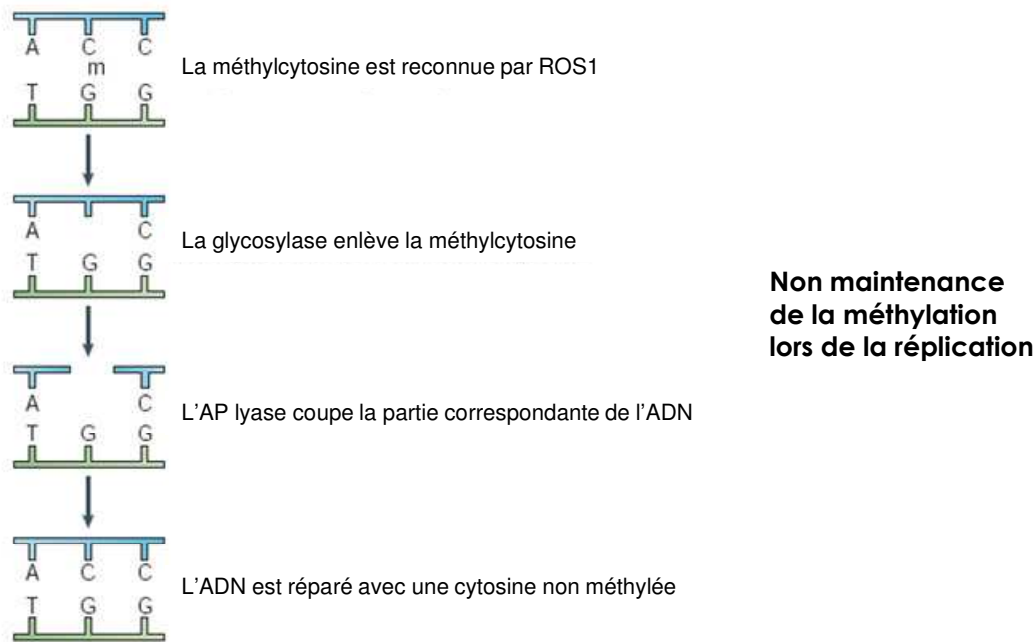 A C C
m
T G G
La méthylcytosine est reconnue par ROS1
A C
T G G
La glycosylase enlève la méthylcytosine
A C
T G G
L'AP lyase coupe la partie correspondante de l'ADN
A C C
T G G
L'ADN est réparé avec une cytosine non méthylée
Non maintenance
de la méthylation
lors de la réplication